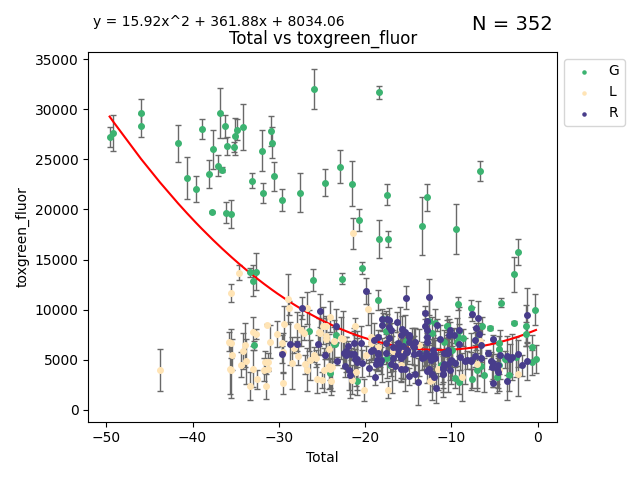 y = 15.92x^2 + 361.88x + 8034.06
N = 352
Total vs toxgreen_fluor
35000
30000
25000
20000
15000
10000
5000
0
toxgreen_fluor
−50
−40
−30
−20
−10
0
Total
G
L
R